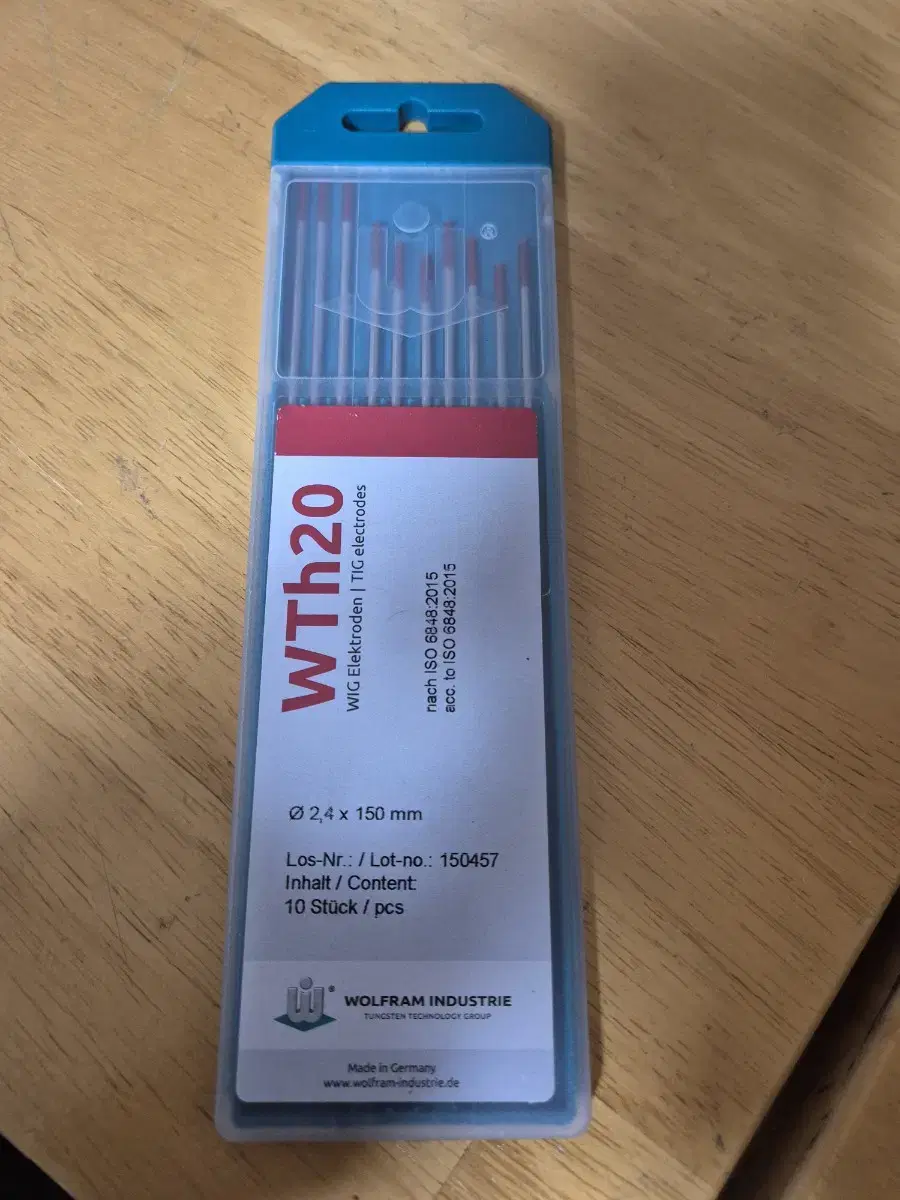 WTh20
WIG Elektroden | TIG electrodes
nach ISO 6848:2015
acc. to ISO 6848:2015
Ø 2,4 x 150 mm
Los-Nr.: / Lot-no.: 150457
Inhalt / Content:
10 Stück / pcs
WOLFRAM INDUSTRIE
TUNGSTEN TECHNOLOGY GROUP
Made in Germany
www.wolfram-industrie.de